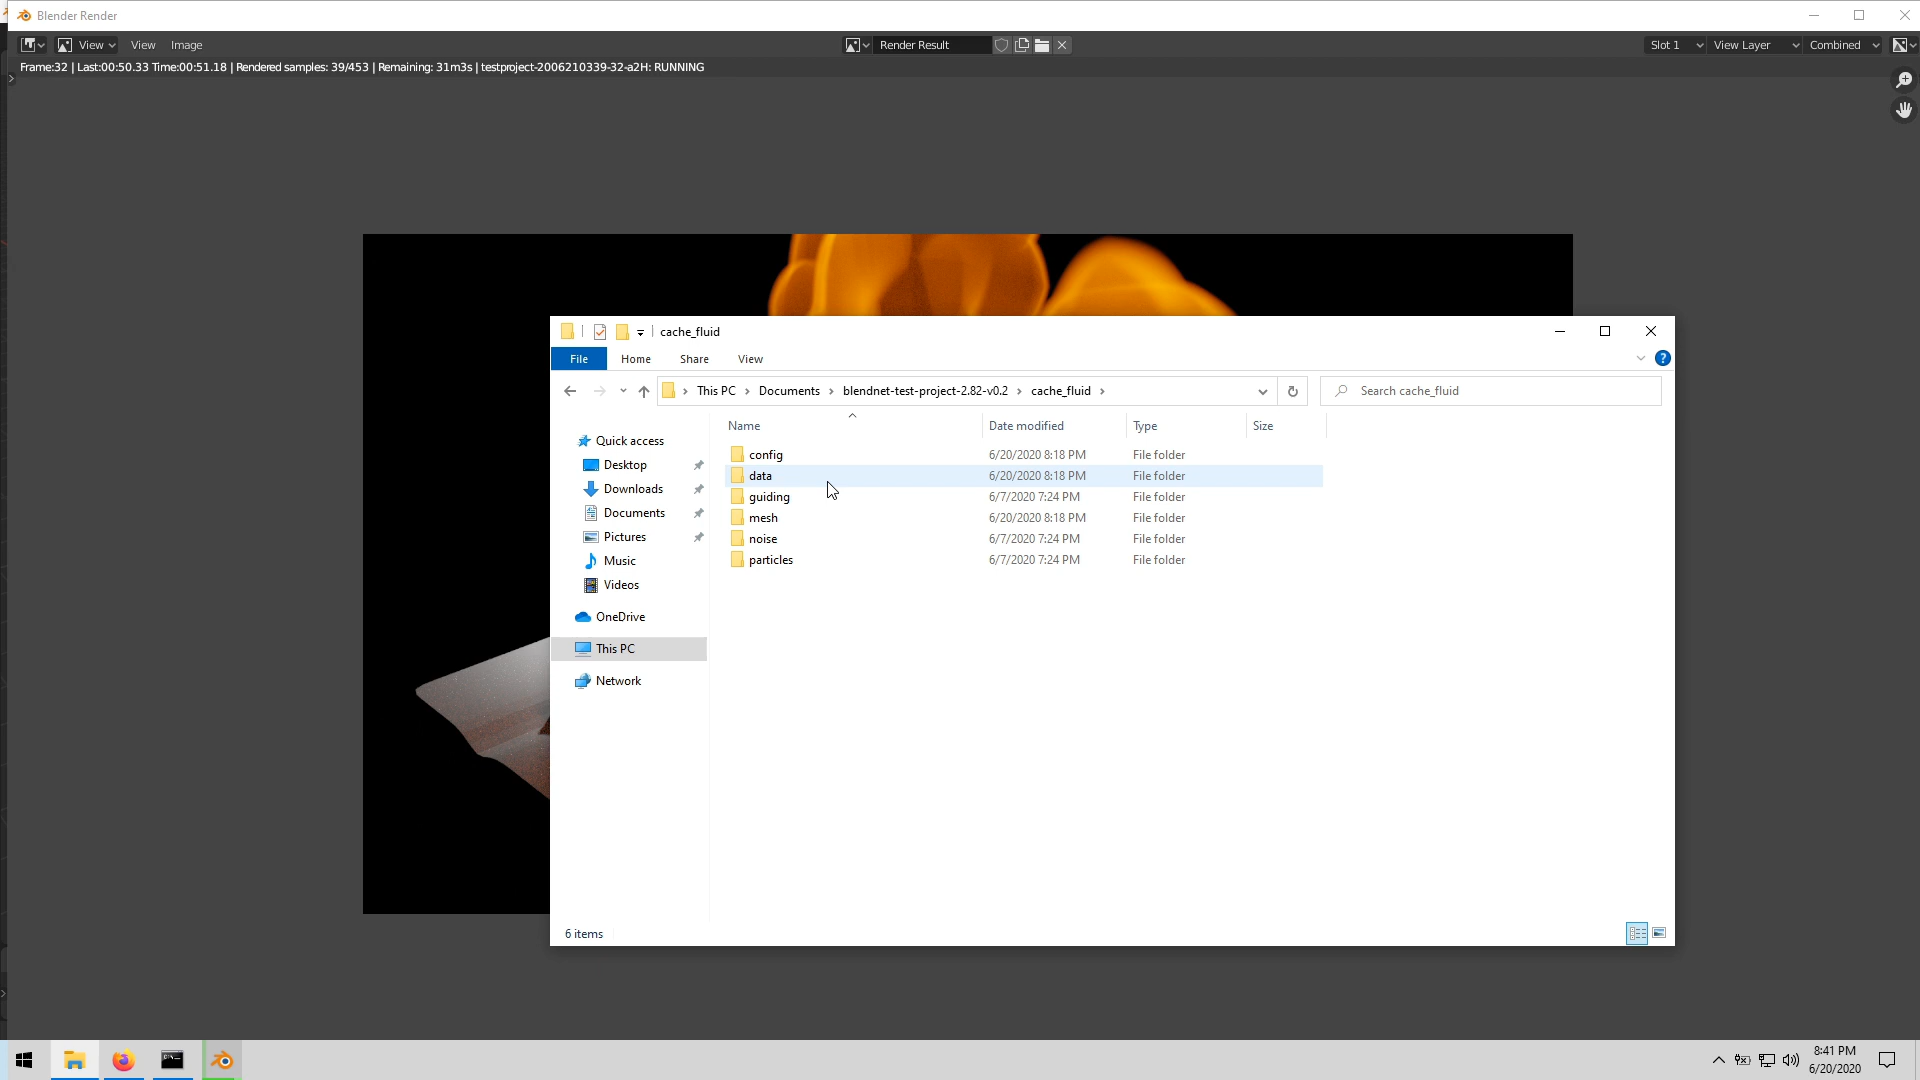 Blender Render
View View Image Render Result Slot 1 View Layer Combined
Frame:32 | Last:00:50.33 Time:00:51.18 | Rendered samples: 39/453 | Remaining: 31m3s | testproject-2006210339-32-a2H: RUNNING
cache_fluid
File Home Share View
This PC Documents blendnet-test-project-2.82-v0.2 cache_fluid Search cache_fluid
Name Date modified Type Size
Quick access
Desktop
Downloads
Documents
Pictures
Music
Videos
OneDrive
This PC
Network
config 6/20/2020 8:18 PM File folder
data 6/20/2020 8:18 PM File folder
guiding 6/7/2020 7:24 PM File folder
mesh 6/20/2020 8:18 PM File folder
noise 6/7/2020 7:24 PM File folder
particles 6/7/2020 7:24 PM File folder
6 items
8:41 PM
6/20/2020